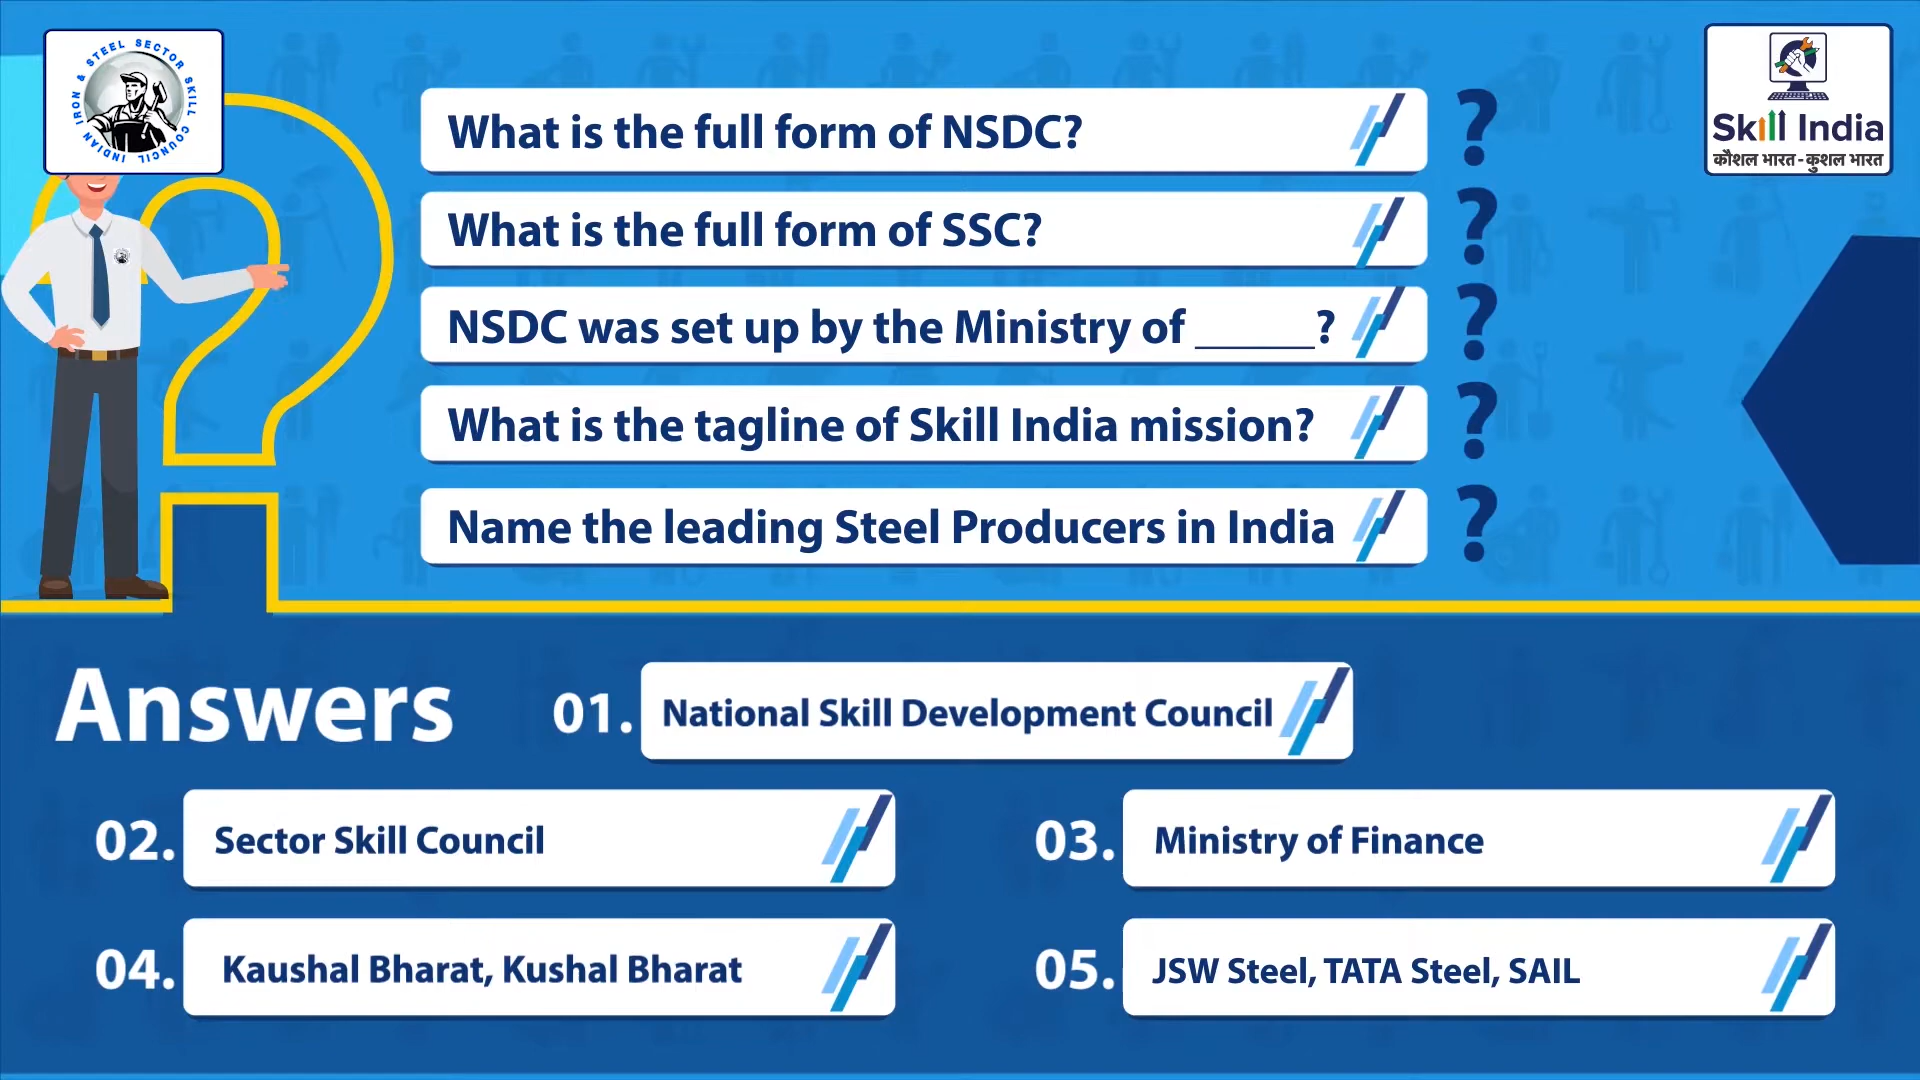 INDIAN IRON & STEEL SECTOR SKILL COUNCIL
Skill India
कौशल भारत - कुशल भारत
What is the full form of NSDC?
?
What is the full form of SSC?
?
NSDC was set up by the Ministry of _____?
?
What is the tagline of Skill India mission?
?
Name the leading Steel Producers in India
?
Answers
01. National Skill Development Council
02. Sector Skill Council
03. Ministry of Finance
04. Kaushal Bharat, Kushal Bharat
05. JSW Steel, TATA Steel, SAIL